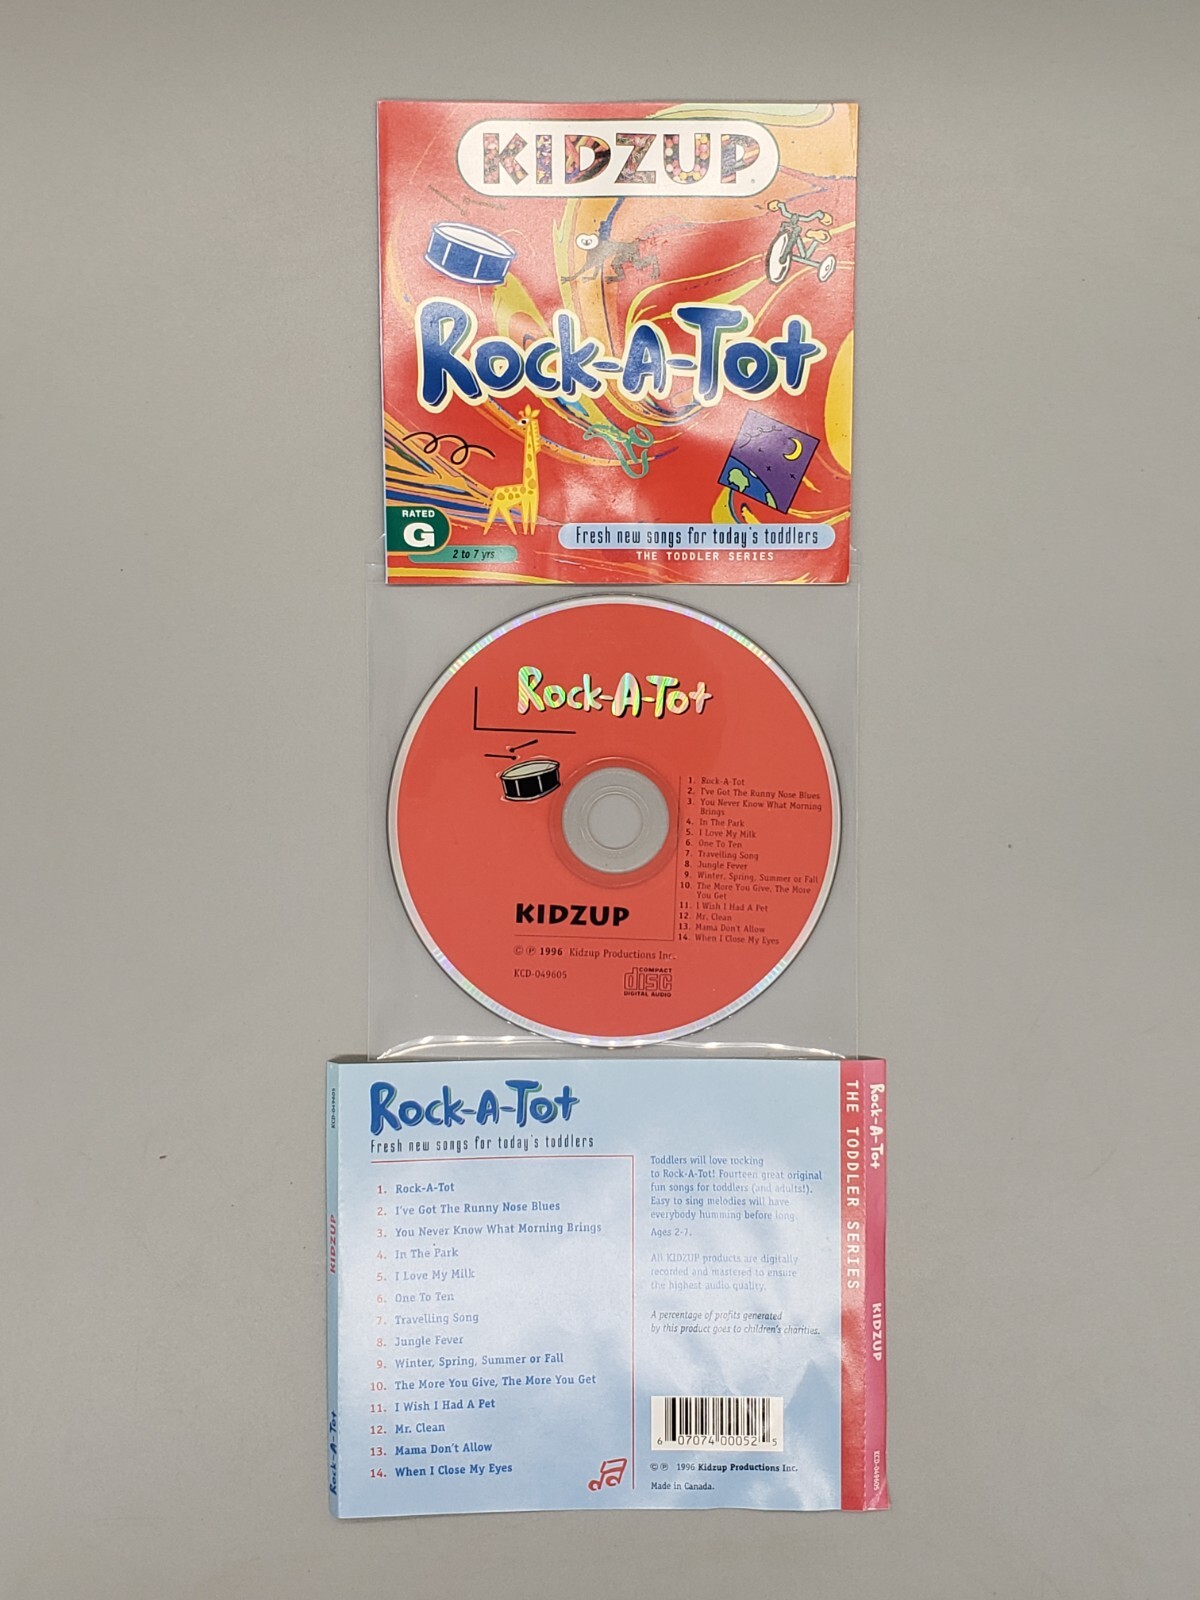 KIDZUP
Rock-A-Tot
RATED
G
2 to 7 yrs
Fresh new songs for today's toddlers
THE TODDLER SERIES
Rock-A-Tot
1. Rock-A-Tot
2. I've Got The Runny Nose Blues
3. You Never Know What Morning
Brings
4. In The Park
5. I Love My Milk
6. One To Ten
7. Travelling Song
8. Jungle Fever
9. Winter, Spring, Summer or Fall
10. The More You Give, The More
You Get
11. I Wish I Had A Pet
12. Mr. Clean
13. Mama Don't Allow
14. When I Close My Eyes
KIDZUP
© ℗ 1996 Kidzup Productions Inc.
KCD-049605
COMPACT
disc
DIGITAL AUDIO
KCD-049605
KIDZUP
Rock-A-Tot
Rock-A-Tot
Fresh new songs for today's toddlers
1. Rock-A-Tot
2. I've Got The Runny Nose Blues
3. You Never Know What Morning Brings
4. In The Park
5. I Love My Milk
6. One To Ten
7. Travelling Song
8. Jungle Fever
9. Winter, Spring, Summer or Fall
10. The More You Give, The More You Get
11. I Wish I Had A Pet
12. Mr. Clean
13. Mama Don't Allow
14. When I Close My Eyes
Toddlers will love rocking
to Rock-A-Tot! Fourteen great original
fun songs for toddlers (and adults!).
Easy to sing melodies will have
everybody humming before long.
Ages 2-7.
All KIDZUP products are digitally
recorded and mastered to ensure
the highest audio quality.
A percentage of profits generated
by this product goes to children's charities.
6 07074 00052 5
© ℗ 1996 Kidzup Productions Inc.
Made in Canada.
THE TODDLER SERIES
Rock-A-Tot
KIDZUP
KCD-049605